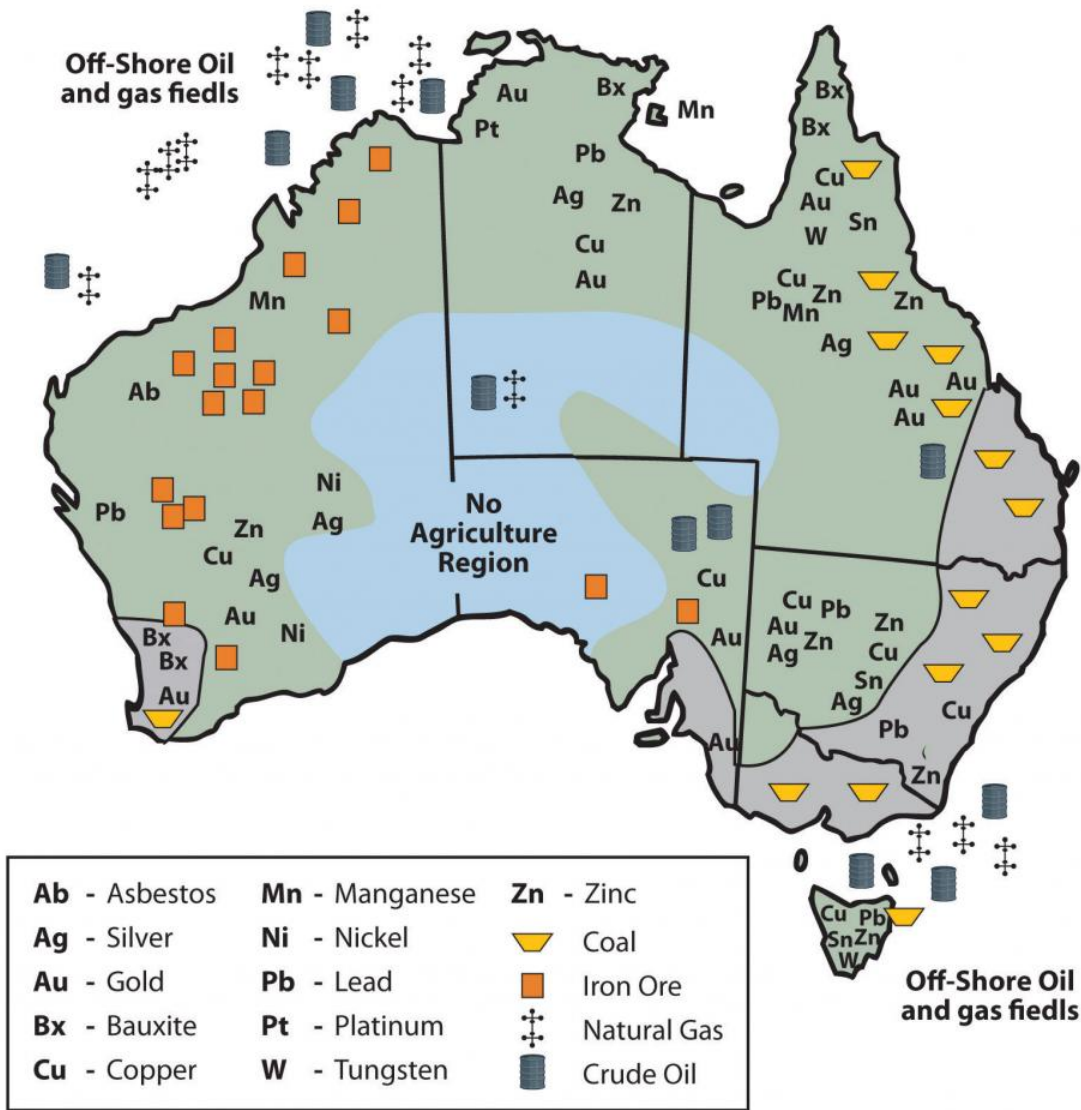 Off-Shore Oil
and gas fiedls
Au
Bx
Pt
Mn
Pb
Ag
Zn
Cu
Au
Bx
Bx
Cu
Au
Sn
W
Cu
Zn
Pb
Mn
Zn
Ag
Au
Au
Au
Mn
Ab
Ni
Ag
Pb
Zn
Cu
Ag
Au
Ni
Bx
Bx
Au
No
Agriculture
Region
Cu
Au
Au
Cu
Pb
Au
Zn
Zn
Ag
Cu
Sn
Ag
Pb
Cu
Zn
Cu
Pb
Sn
Zn
W
Off-Shore Oil
and gas fiedls
Ab - Asbestos
Ag - Silver
Au - Gold
Bx - Bauxite
Cu - Copper
Mn - Manganese
Ni - Nickel
Pb - Lead
Pt - Platinum
W - Tungsten
Zn - Zinc
Coal
Iron Ore
Natural Gas
Crude Oil